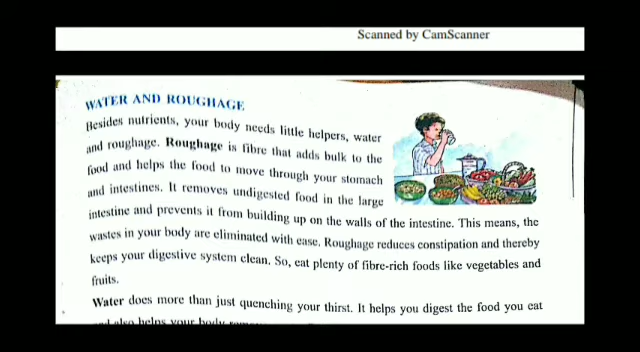 Scanned by CamScanner
WATER AND ROUGHAGE
Besides nutrients, your body needs little helpers, water
and roughage. Roughage is fibre that adds bulk to the
food and helps the food to move through your stomach
and intestines. It removes undigested food in the large
intestine and prevents it from building up on the walls of the intestine. This means, the
wastes in your body are eliminated with ease. Roughage reduces constipation and thereby
keeps your digestive system clean. So, eat plenty of fibre-rich foods like vegetables and
fruits.
Water does more than just quenching your thirst. It helps you digest the food you eat
and also helps your body